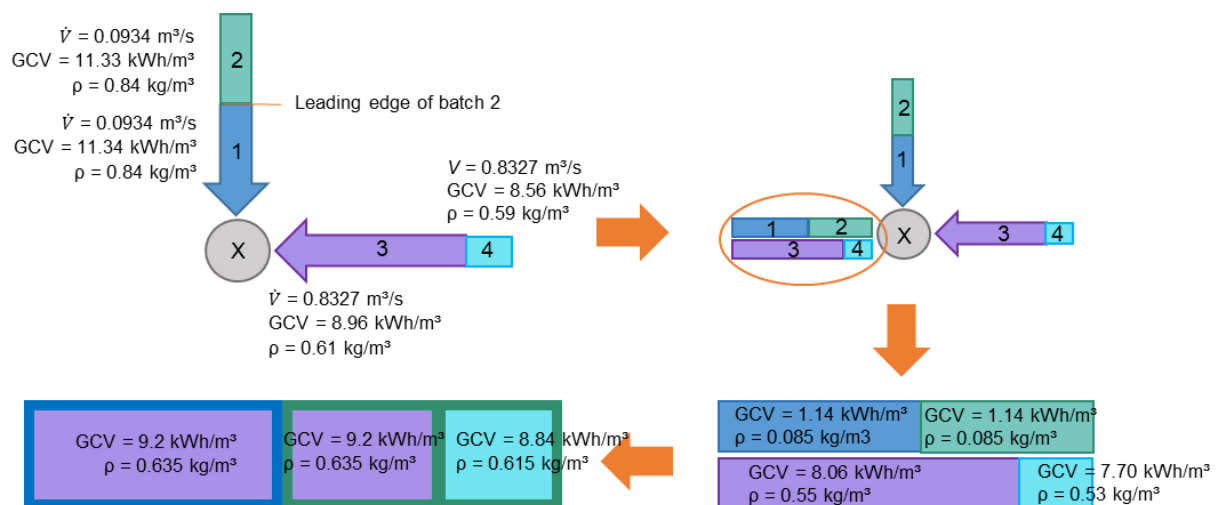 V̇ = 0.0934 m³/s
GCV = 11.33 kWh/m³
ρ = 0.84 kg/m³
2
Leading edge of batch 2
V̇ = 0.0934 m³/s
GCV = 11.34 kWh/m³
ρ = 0.84 kg/m³
1
V = 0.8327 m³/s
GCV = 8.56 kWh/m³
ρ = 0.59 kg/m³
X
3
4
V̇ = 0.8327 m³/s
GCV = 8.96 kWh/m³
ρ = 0.61 kg/m³
2
1
1
2
3
4
X
3
4
GCV = 1.14 kWh/m³
ρ = 0.085 kg/m3
GCV = 1.14 kWh/m³
ρ = 0.085 kg/m³
GCV = 8.06 kWh/m³
ρ = 0.55 kg/m³
GCV = 7.70 kWh/m³
ρ = 0.53 kg/m³
GCV = 9.2 kWh/m³
ρ = 0.635 kg/m³
GCV = 9.2 kWh/m³
ρ = 0.635 kg/m³
GCV = 8.84 kWh/m³
ρ = 0.615 kg/m³